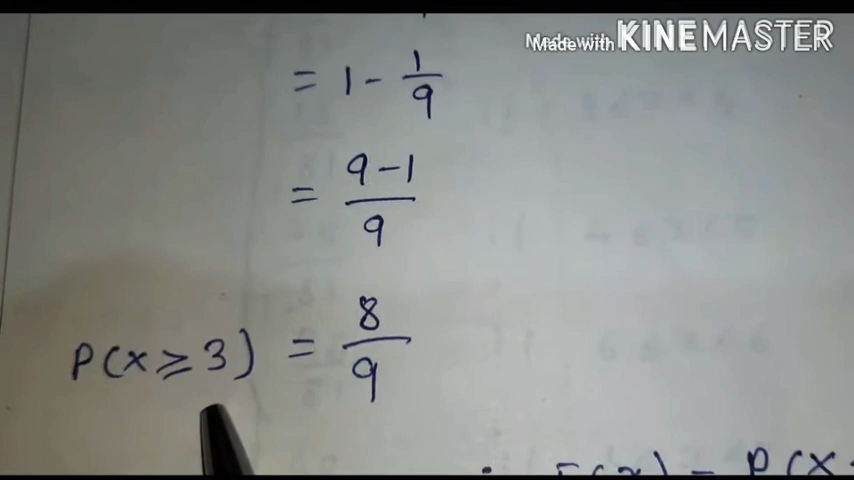 Made with KINEMASTER
= 1 - 1/9
= 9-1/9
P(x ≥ 3) = 8/9
F(x) = P(X